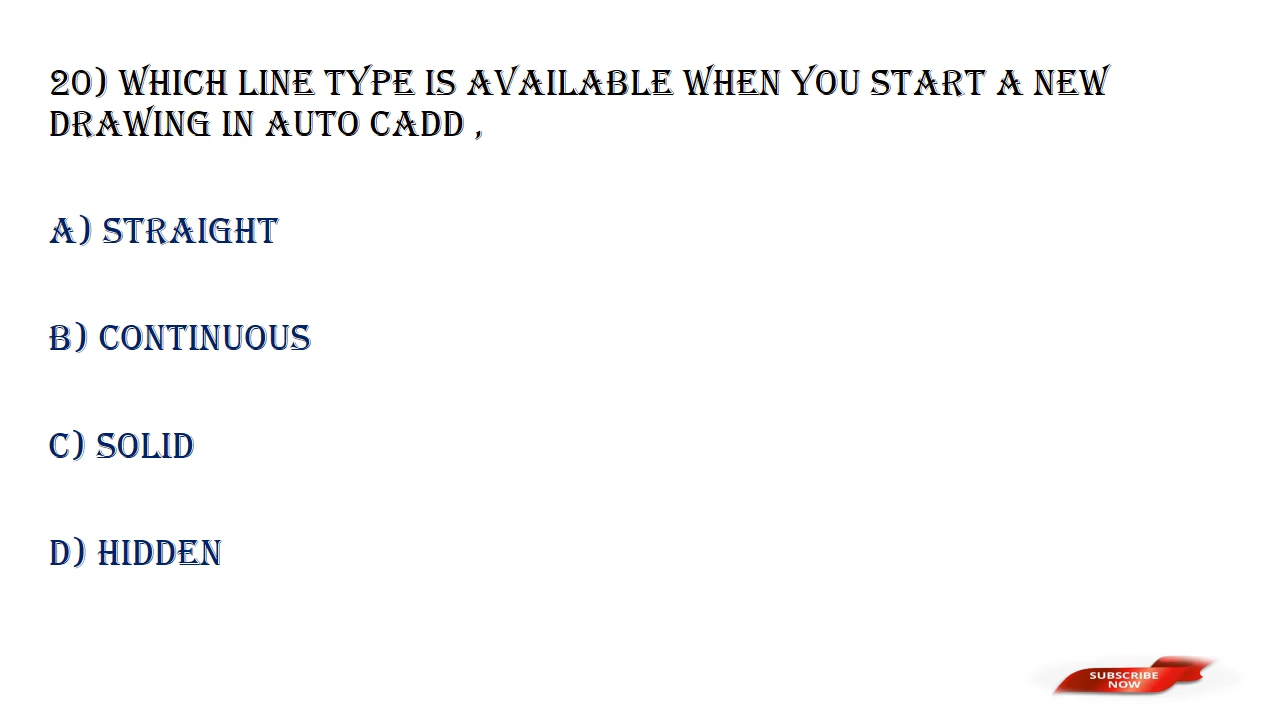 20) WHICH LINE TYPE IS AVAILABLE WHEN YOU START A NEW
DRAWING IN AUTO CADD ,
A) STRAIGHT
B) CONTINUOUS
C) SOLID
D) HIDDEN
SUBSCRIBE
NOW